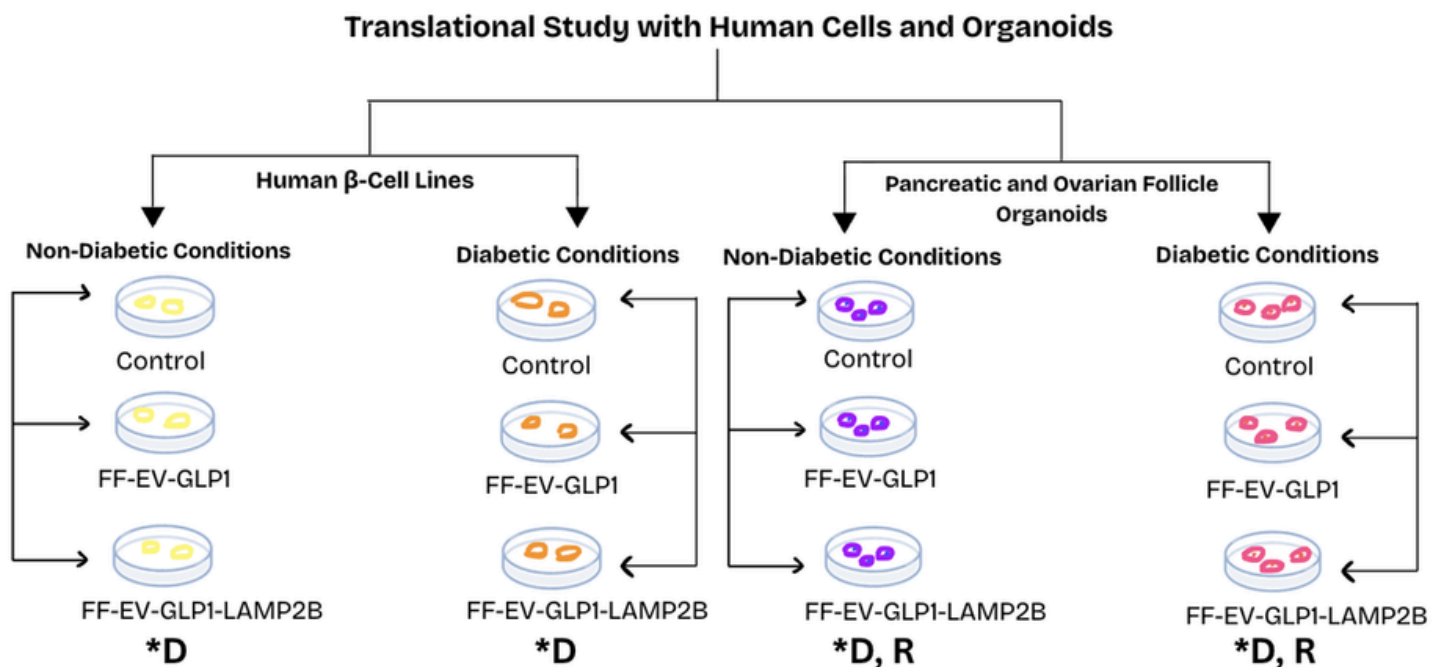 Translational Study with Human Cells and Organoids
Human β-Cell Lines
Pancreatic and Ovarian Follicle
Organoids
Non-Diabetic Conditions
Control
FF-EV-GLP1
FF-EV-GLP1-LAMP2B
*D
Diabetic Conditions
Control
FF-EV-GLP1
FF-EV-GLP1-LAMP2B
*D
Non-Diabetic Conditions
Control
FF-EV-GLP1
FF-EV-GLP1-LAMP2B
*D, R
Diabetic Conditions
Control
FF-EV-GLP1
FF-EV-GLP1-LAMP2B
*D, R